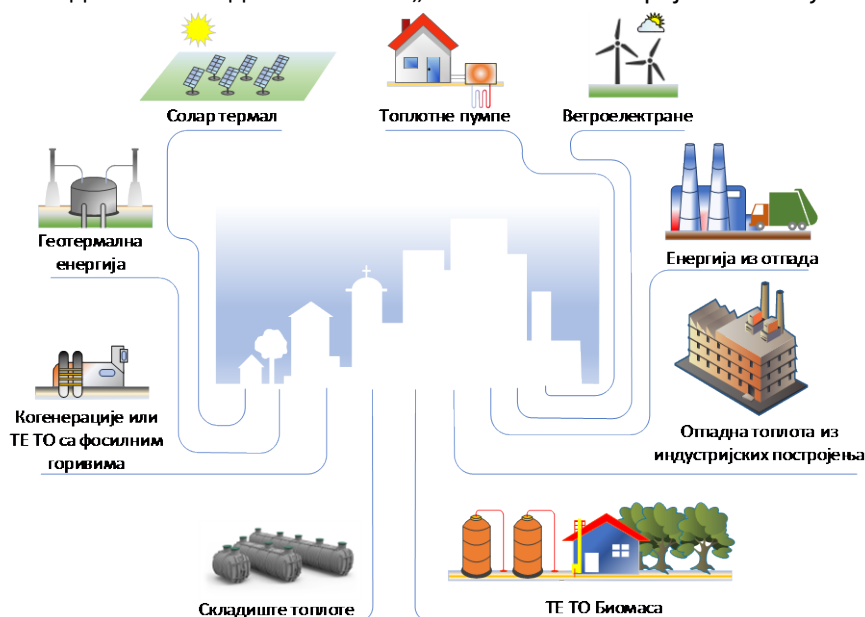 Солар термал
Топлотне пумпе
Ветроелектране
Геотермална
енергија
Енергија из отпада
Когенерације или
ТЕ ТО са фосилним
горивима
Отпадна топлота из
индустријских постројења
Складиште топлоте
ТЕ ТО Биомаса